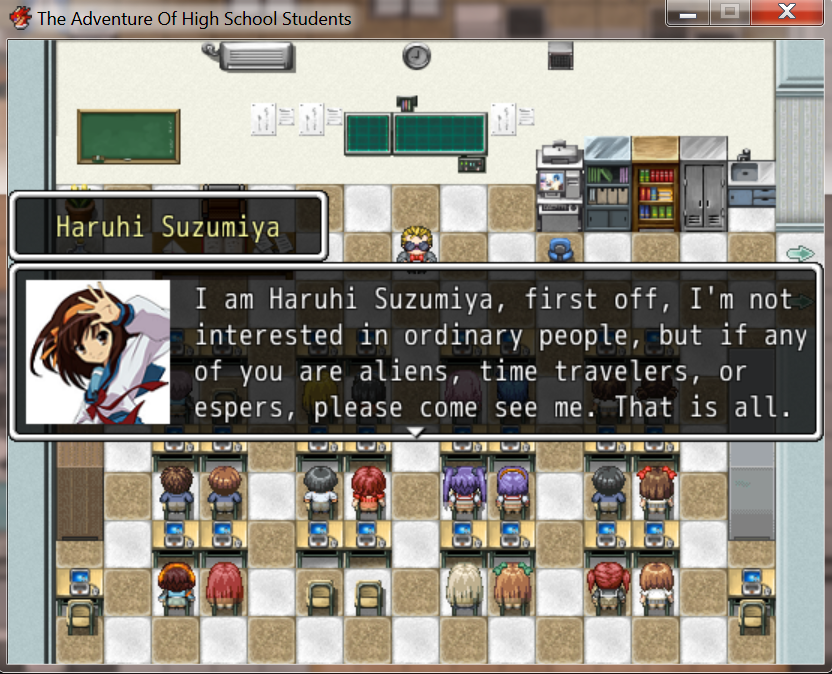 The Adventure Of High School Students
Haruhi Suzumiya
I am Haruhi Suzumiya, first off, I'm not
interested in ordinary people, but if any
of you are aliens, time travelers, or
espers, please come see me. That is all.